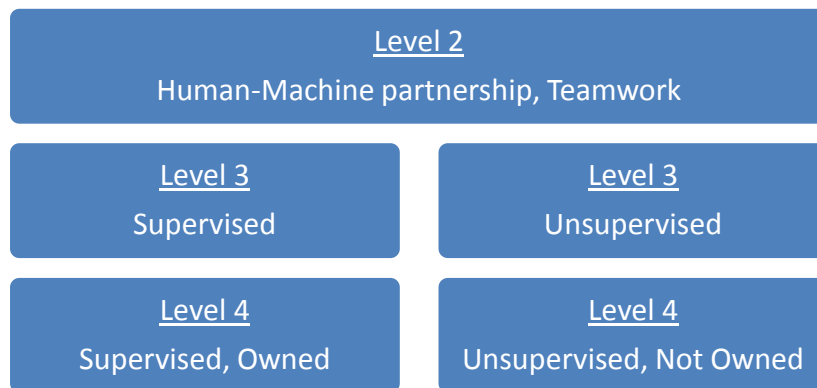 Level 2
Human-Machine partnership, Teamwork
Level 3
Supervised
Level 3
Unsupervised
Level 4
Supervised, Owned
Level 4
Unsupervised, Not Owned